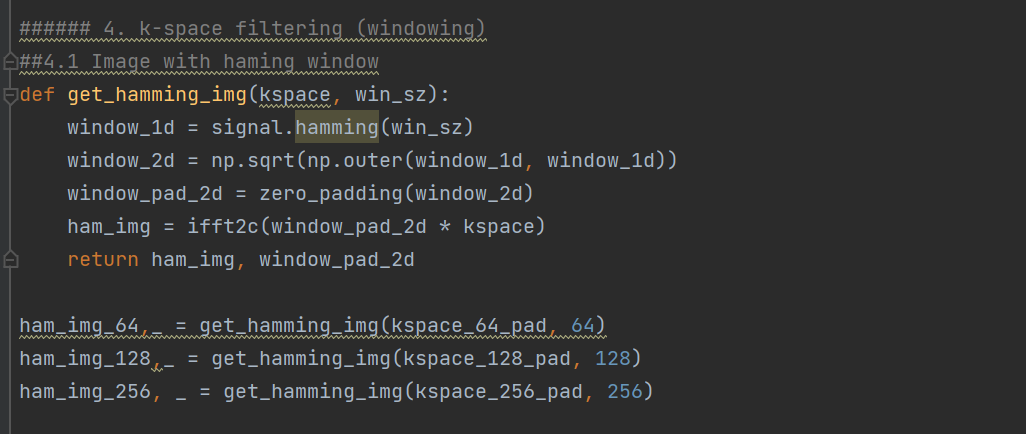 ###### 4. k-space filtering (windowing)
##4.1 Image with haming window
def get_hamming_img(kspace, win_sz):
    window_1d = signal.hamming(win_sz)
    window_2d = np.sqrt(np.outer(window_1d, window_1d))
    window_pad_2d = zero_padding(window_2d)
    ham_img = ifft2c(window_pad_2d * kspace)
    return ham_img, window_pad_2d
ham_img_64,_ = get_hamming_img(kspace_64_pad, 64)
ham_img_128,_ = get_hamming_img(kspace_128_pad, 128)
ham_img_256, _ = get_hamming_img(kspace_256_pad, 256)